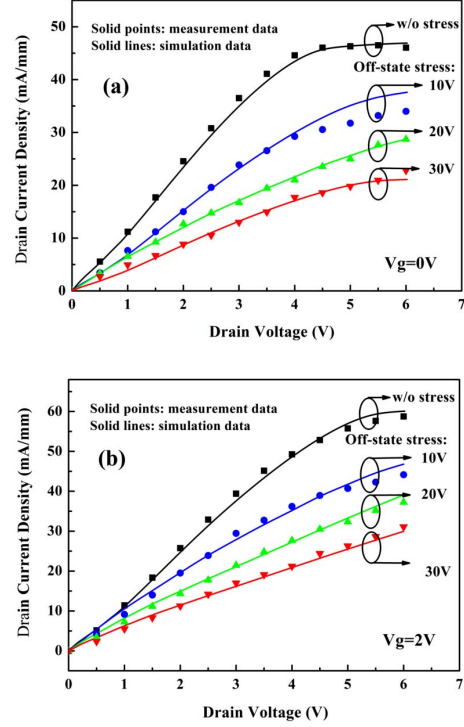 Solid points: measurement data
w/o stress
Solid lines: simulation data
(a)
Off-state stress:
10V
20V
30V
Vg=0V
Drain Current Density (mA/mm)
50
40
30
20
10
0
0 1 2 3 4 5 6 7
Drain Voltage (V)
Solid points: measurement data
w/o stress
Solid lines: simulation data
(b)
Off-state stress:
10V
20V
30V
Vg=2V
Drain Current Density (mA/mm)
60
50
40
30
20
10
0
0 1 2 3 4 5 6 7
Drain Voltage (V)